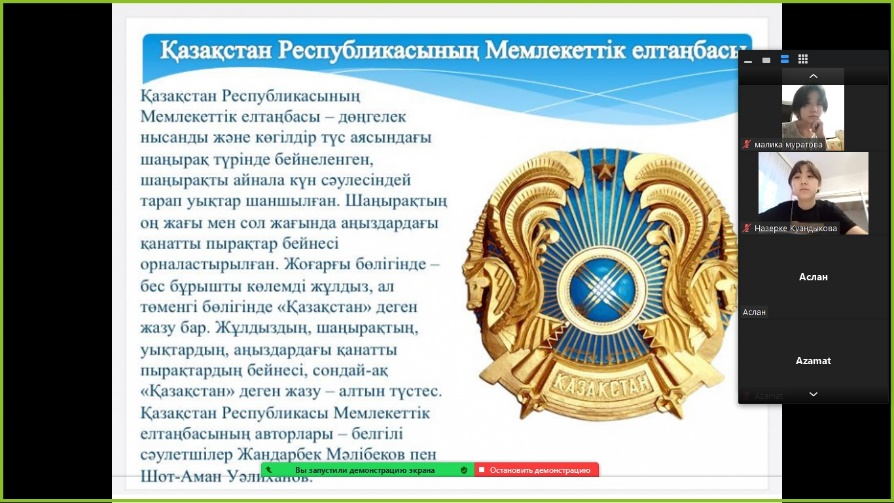 Қазақстан Республикасының Мемлекеттік елтаңбасы
Қазақстан Республикасының
Мемлекеттік елтаңбасы – дөңгелек
нысанды және көгілдір түс аясындағы
шаңырақ түрінде бейнеленген,
шаңырақты айнала күн сәулесіндей
тарап уықтар шаншылған. Шаңырақтың
оң жағы мен сол жағында аңыздардағы
қанатты пырақтар бейнесі
орналастырылған. Жоғарғы бөлігінде –
бес бұрышты көлемді жұлдыз, ал
төменгі бөлігінде «Қазақстан» деген
жазу бар. Жұлдыздың, шаңырақтың,
уықтардың, аңыздардағы қанатты
пырақтардың бейнесі, сондай-ақ
«Қазақстан» деген жазу – алтын түстес.
Қазақстан Республикасы Мемлекеттік
елтаңбасының авторлары – белгілі
сәулетшілер Жандарбек Мәлібеков пен
Шот-Аман Уәлиханов.
ҚАЗАҚСТАН
малика муратова
Назерке Куандыкова
Аслан
Аслан
Azamat
Azamat
Вы запустили демонстрацию экрана
Остановить демонстрацию